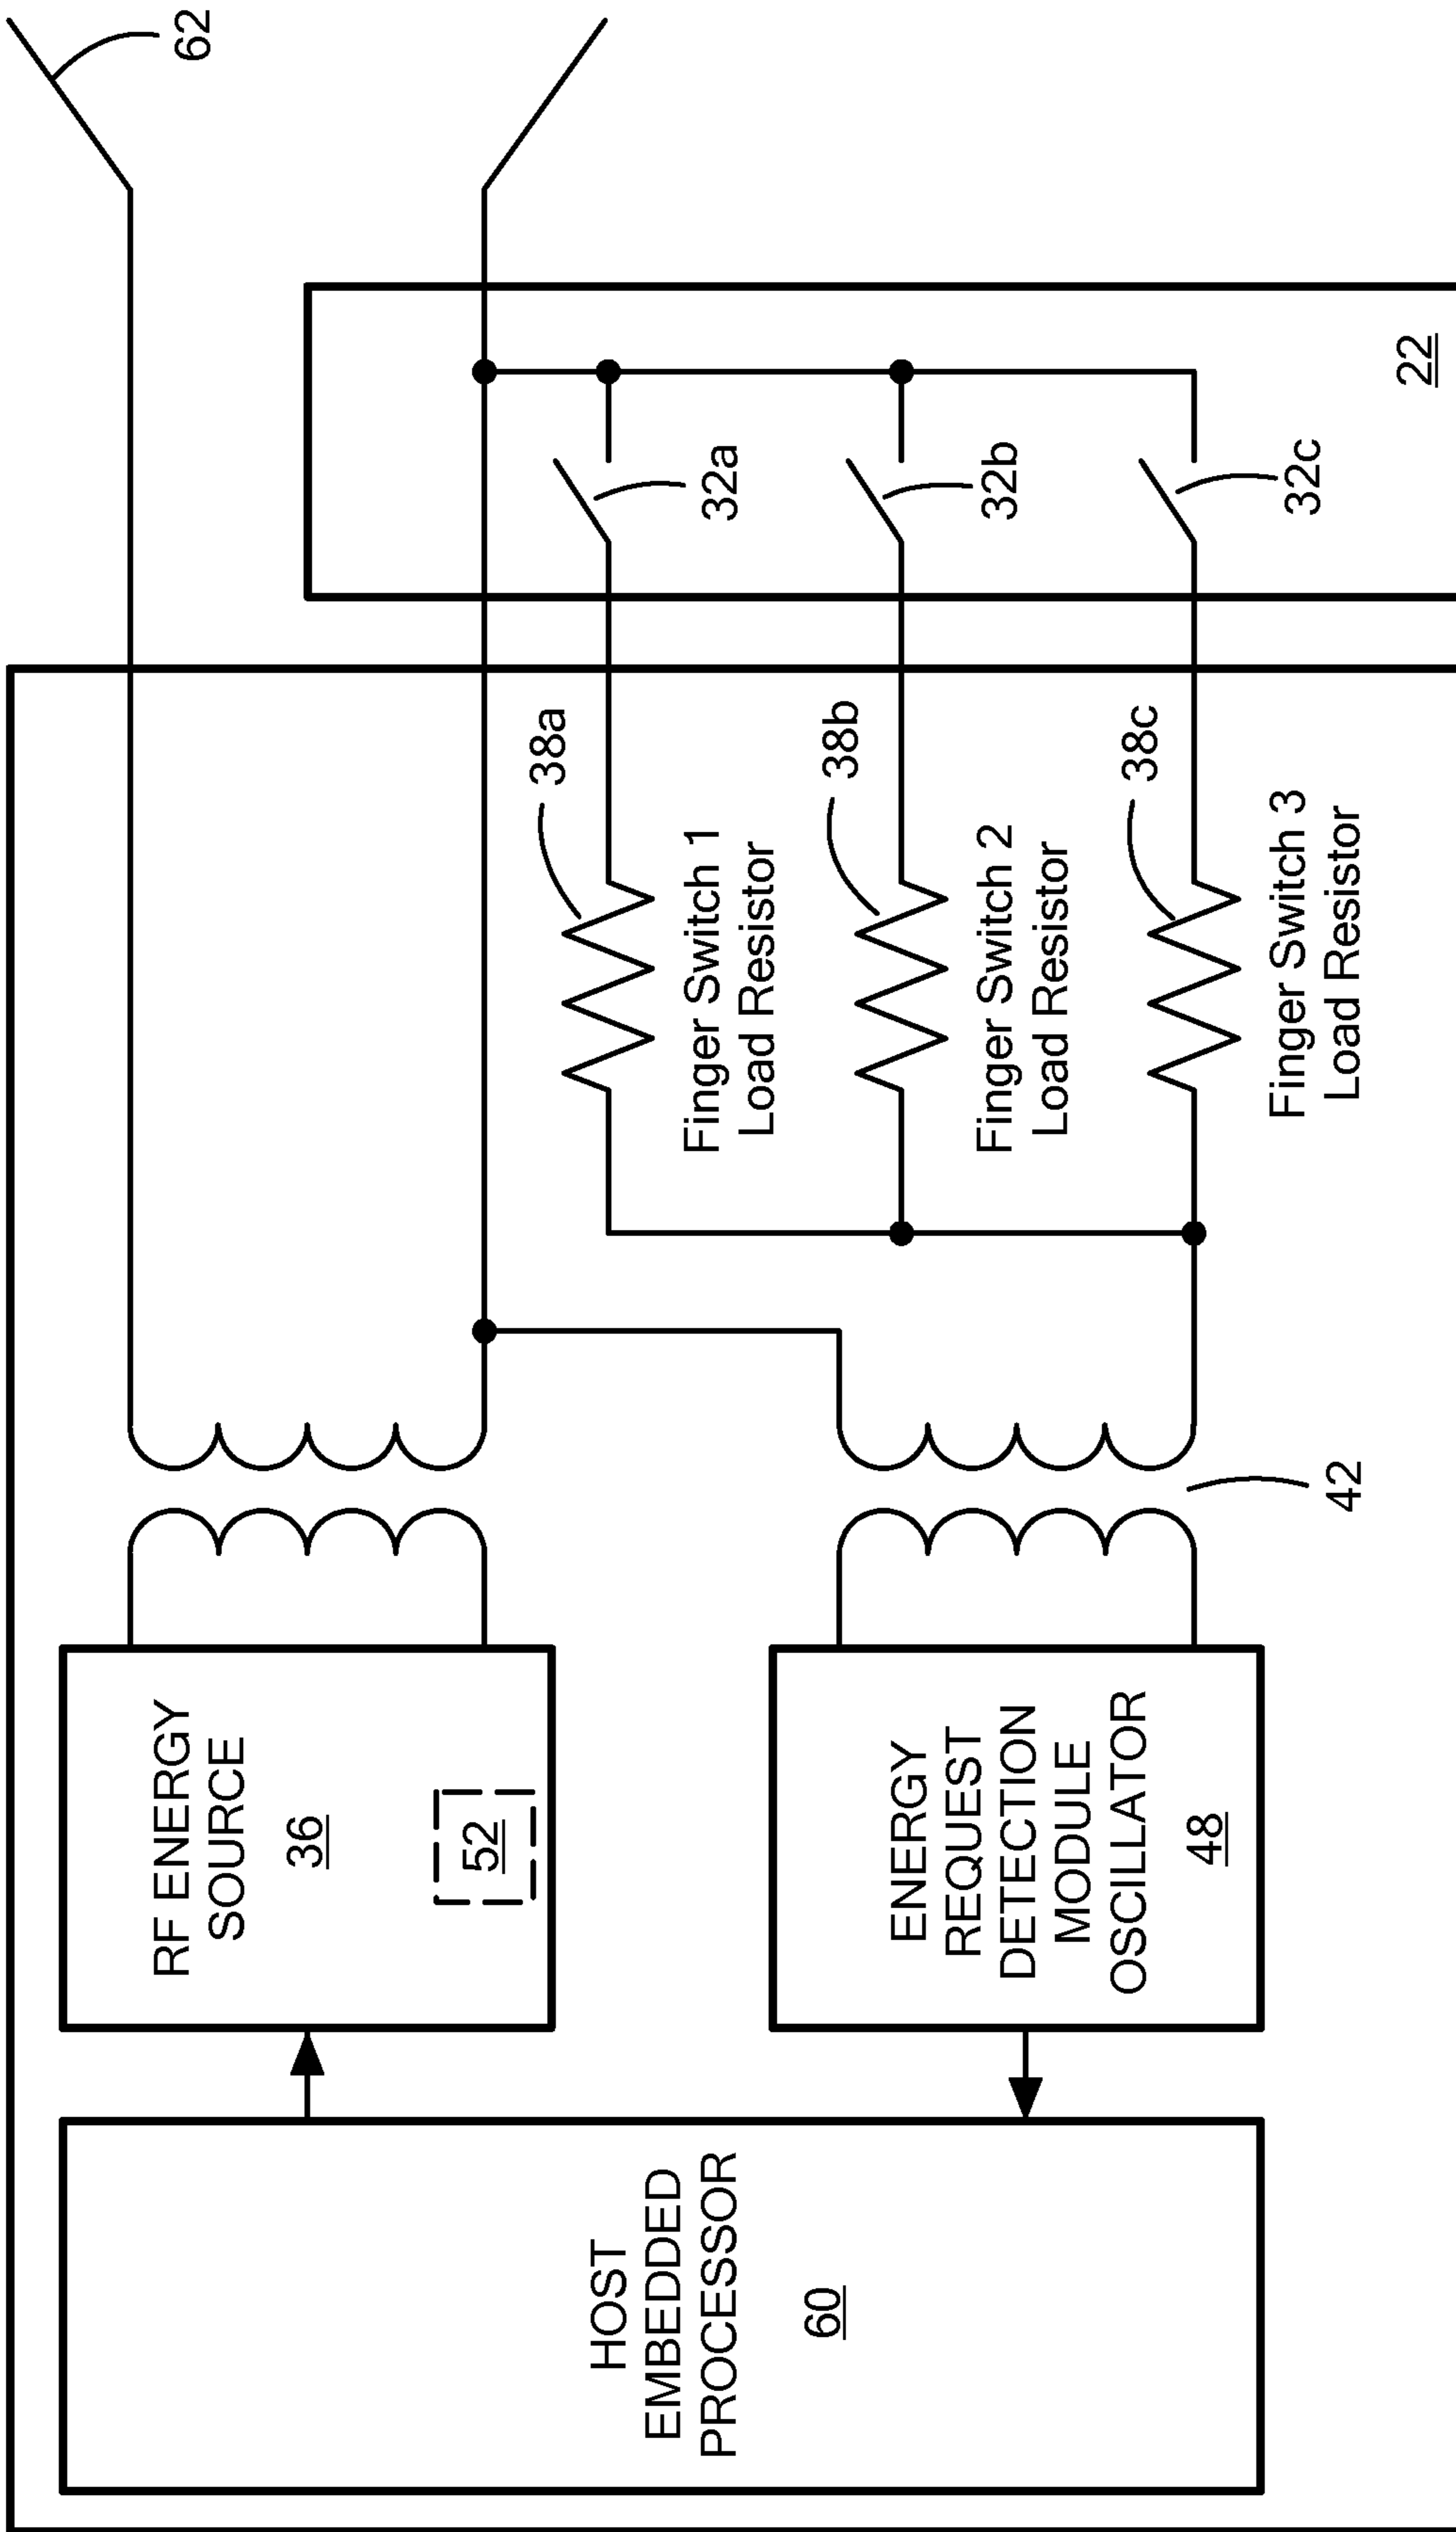 HOST
EMBEDDED
PROCESSOR
60
RF ENERGY
SOURCE
36
52
ENERGY
REQUEST
DETECTION
MODULE
OSCILLATOR
48
42
38a
Finger Switch 1
Load Resistor
38b
Finger Switch 2
Load Resistor
38c
Finger Switch 3
Load Resistor
32a
32b
32c
22
62